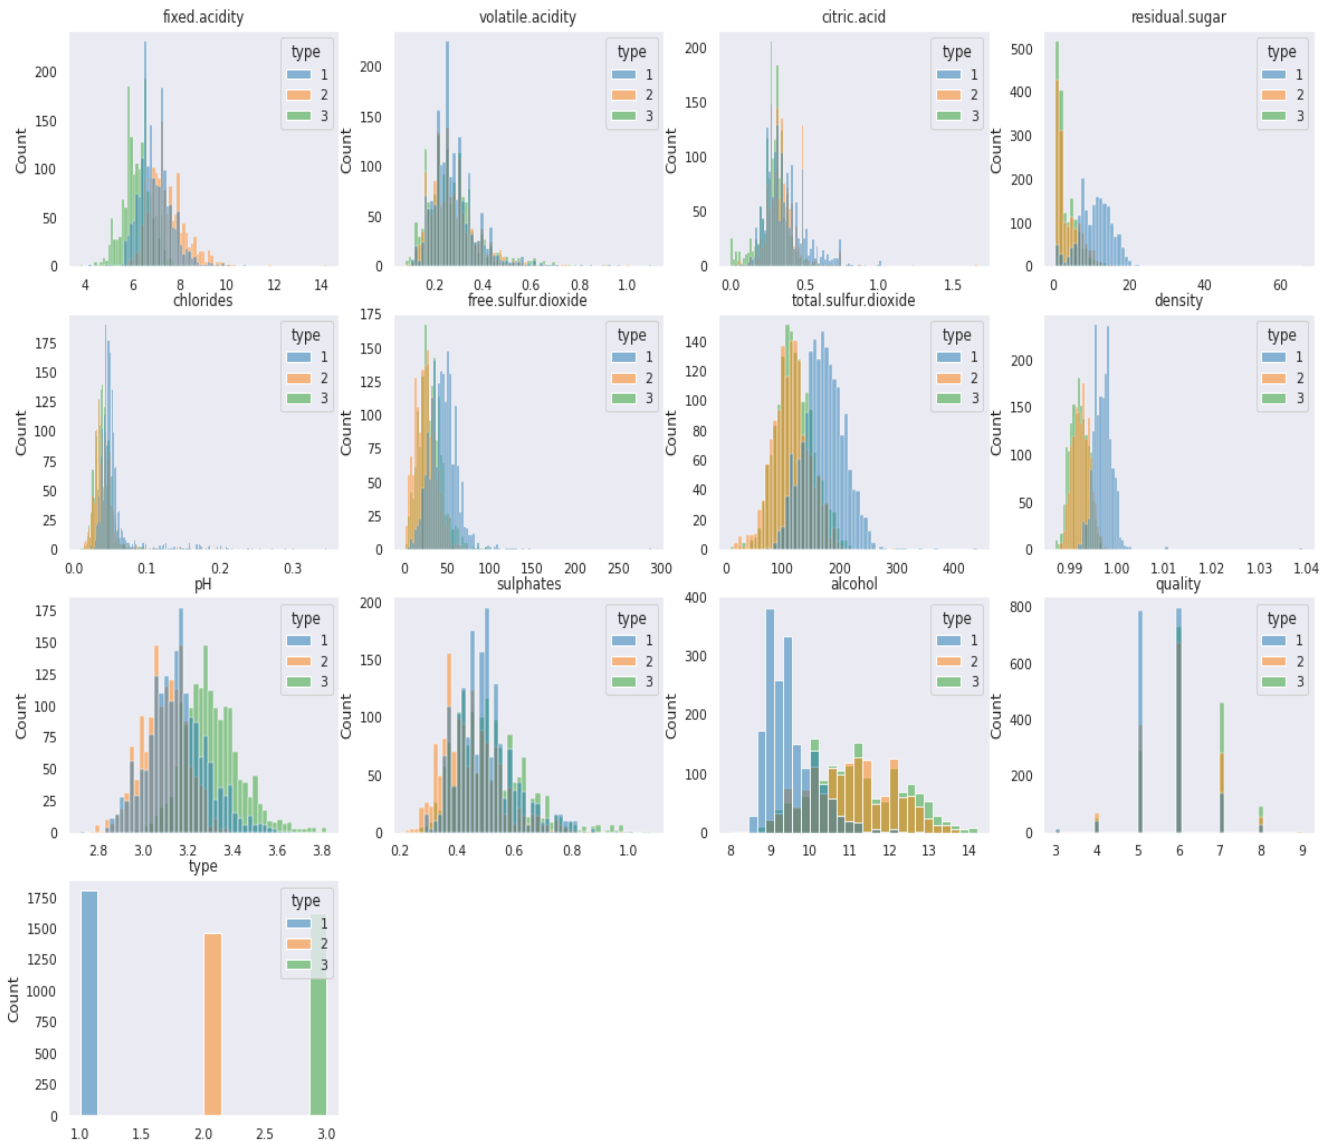 fixed.acidity
volatile.acidity
citric.acid
residual.sugar
type
1
2
3
Count
200
150
100
50
0
4 6 8 10 12 14
type
1
2
3
Count
200
150
100
50
0
0.2 0.4 0.6 0.8 1.0
type
1
2
3
Count
200
150
100
50
0
0.0 0.5 1.0 1.5
type
1
2
3
Count
500
400
300
200
100
0
0 20 40 60
chlorides
free.sulfur.dioxide
total.sulfur.dioxide
density
type
1
2
3
Count
175
150
125
100
75
50
25
0
0.0 0.1 0.2 0.3
type
1
2
3
Count
175
150
125
100
75
50
25
0
0 50 100 150 200 250 300
type
1
2
3
Count
140
120
100
80
60
40
20
0
0 100 200 300 400
type
1
2
3
Count
200
150
100
50
0
0.99 1.00 1.01 1.02 1.03 1.04
pH
sulphates
alcohol
quality
type
1
2
3
Count
175
150
125
100
75
50
25
0
2.8 3.0 3.2 3.4 3.6 3.8
type
1
2
3
Count
200
150
100
50
0
0.2 0.4 0.6 0.8 1.0
type
1
2
3
Count
400
300
200
100
0
8 9 10 11 12 13 14
type
1
2
3
Count
800
600
400
200
0
3 4 5 6 7 8 9
type
type
1
2
3
Count
1750
1500
1250
1000
750
500
250
0
1.0 1.5 2.0 2.5 3.0